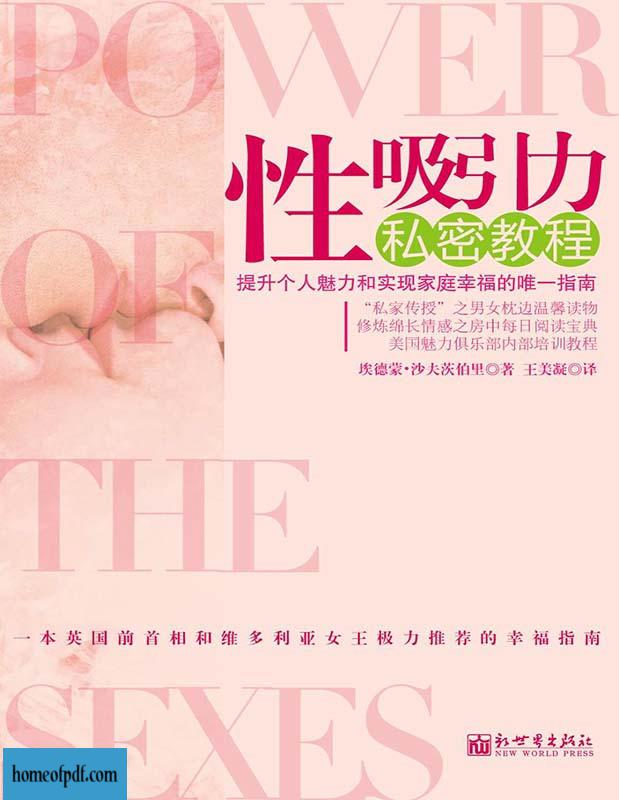 POWER
性吸引力
私密教程
提升个人魅力和实现家庭幸福的唯一指南
“私家传授”之男女枕边温馨读物
修炼绵长情感之房中每日阅读宝典
美国魅力俱乐部内部培训教程
OF
埃德蒙·沙夫茨伯里◎著 王美凝◎译
THE
一本英国前首相和维多利亚女王极力推荐的幸福指南
SEXES
新世界出版社
NEW WORLD PRESS
homeofpdf.com